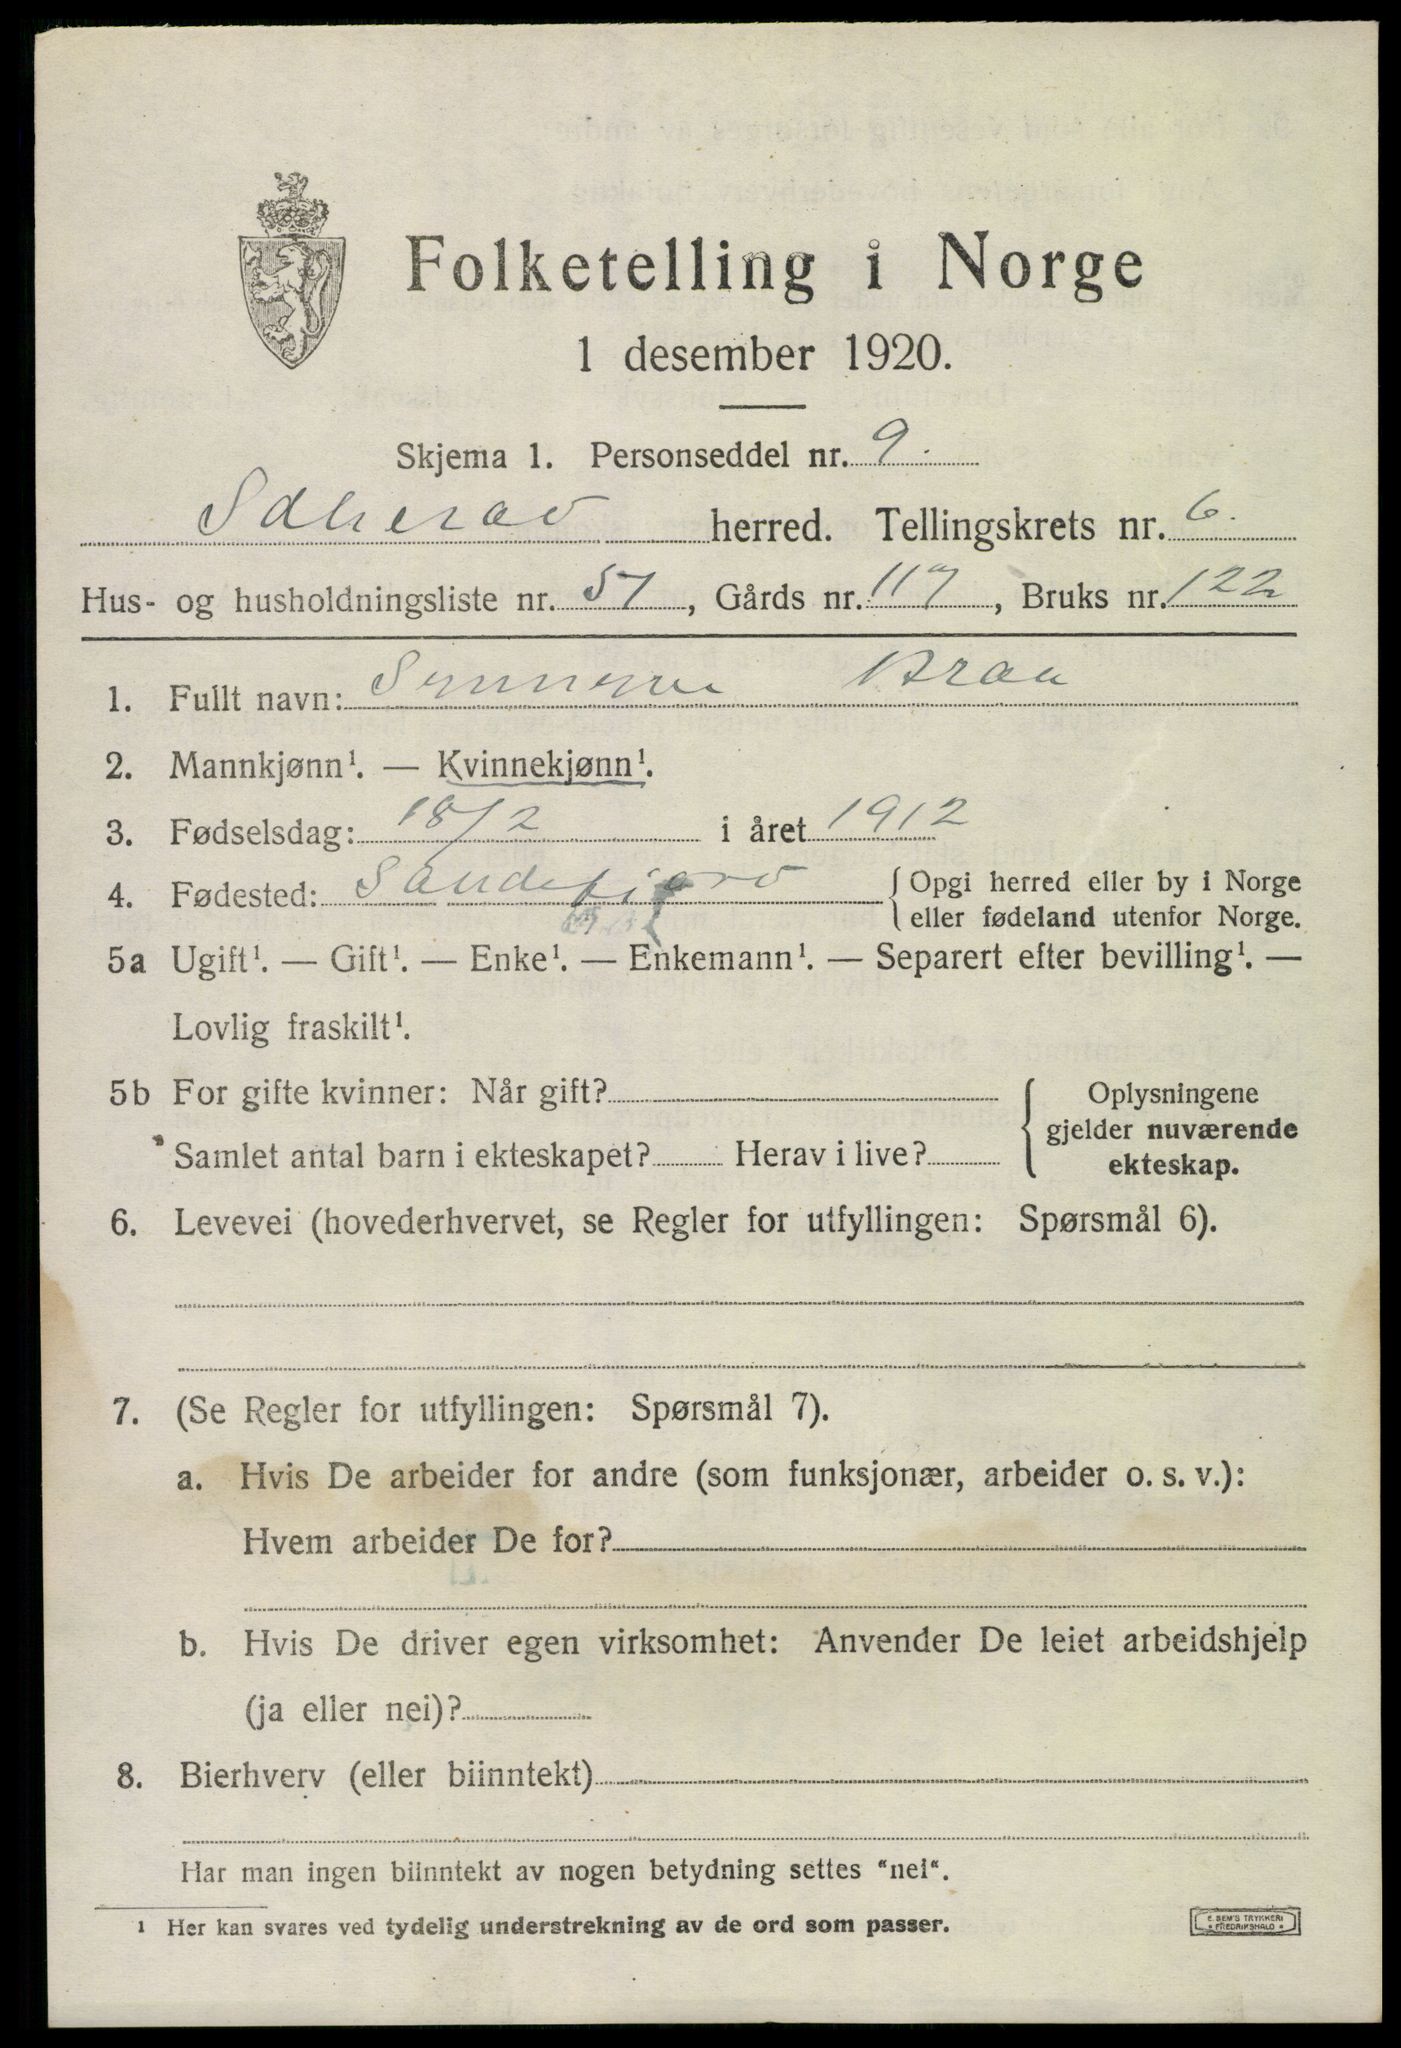 Folketelling i Norge
1 desember 1920.
Skjema 1. Personseddel nr. 9.
herred. Tellingskrets nr. 6.
Hus- og husholdningsliste nr. 51, Gårds nr. 117, Bruks nr. 122
1. Fullt navn: Synnøve Braa
2. Mannkjønn¹. — Kvinnekjønn¹.
3. Fødselsdag: 18/2 i året 1912
4. Fødested: Sandefjord { Opgi herred eller by i Norge
eller fødeland utenfor Norge.
5a Ugift¹. — Gift¹. — Enke¹. — Enkemann¹. — Separert efter bevilling¹. —
Lovlig fraskilt¹.
5b For gifte kvinner: Når gift? { Oplysningene
gjelder nuværende
Samlet antal barn i ekteskapet? Herav i live? ekteskap.
6. Levevei (hovederhvervet, se Regler for utfyllingen: Spørsmål 6).
7. (Se Regler for utfyllingen: Spørsmål 7).
a. Hvis De arbeider for andre (som funksjonær, arbeider o. s. v.):
Hvem arbeider De for?
b. Hvis De driver egen virksomhet: Anvender De leiet arbeidshjelp
(ja eller nei)?
8. Bierhverv (eller biinntekt)
Har man ingen biinntekt av nogen betydning settes "nei".
¹ Her kan svares ved tydelig understrekning av de ord som passer.
E. SEM'S TRYKKERI
FREDRIKSHALD